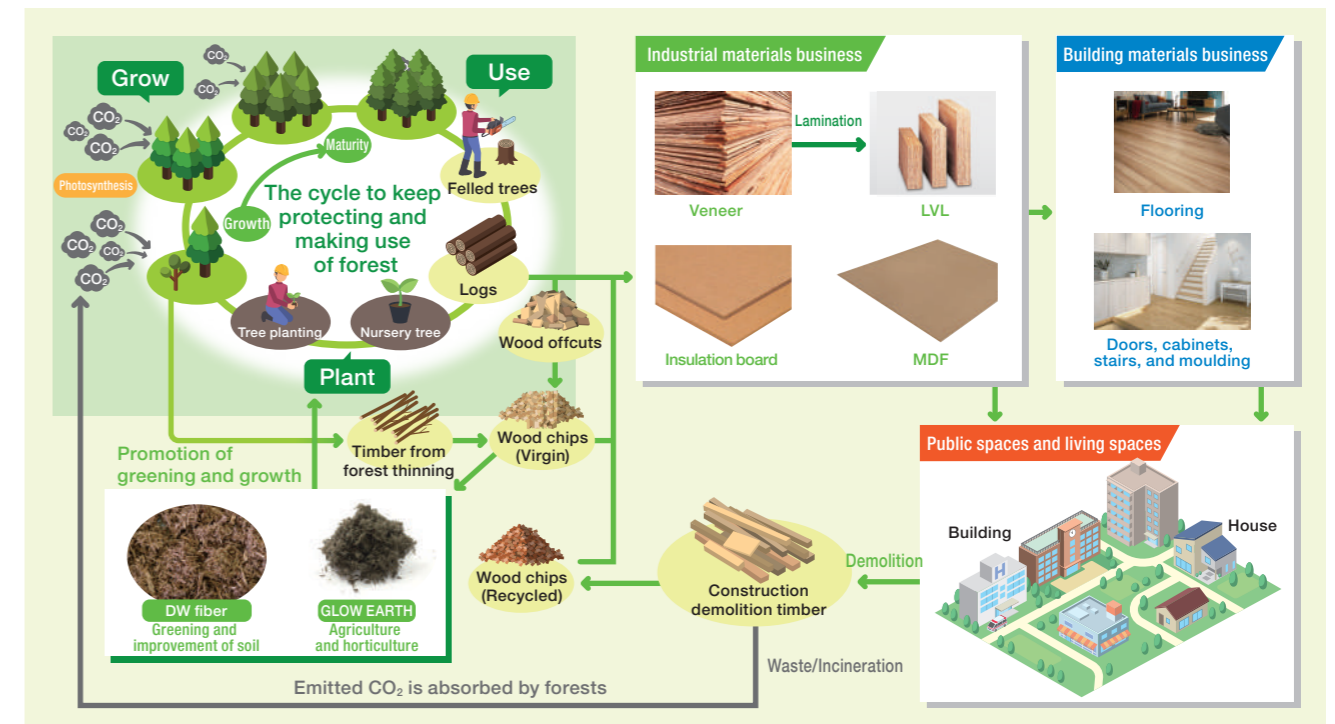 Grow
Use
CO₂
CO₂
CO₂
CO₂
CO₂
Photosynthesis
CO₂
CO₂
CO₂
CO₂
Maturity
Growth
The cycle to keep
protecting and
making use
of forest
Felled trees
Logs
Tree planting
Nursery tree
Plant
Wood offcuts
Timber from
forest thinning
Wood chips
(Virgin)
Promotion of
greening and growth
DW fiber
Greening and
improvement of soil
GLOW EARTH
Agriculture
and horticulture
Wood chips
(Recycled)
Construction
demolition timber
Demolition
Waste/Incineration
Emitted CO₂ is absorbed by forests
Industrial materials business
Veneer
Lamination
LVL
Insulation board
MDF
Building materials business
Flooring
Doors, cabinets,
stairs, and moulding
Public spaces and living spaces
Building
House
H